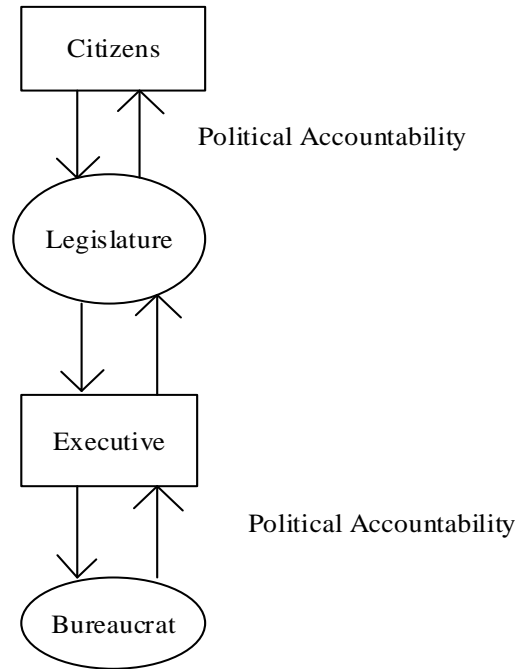 Citizens
Political Accountability
Legislature
Executive
Political Accountability
Bureaucrat